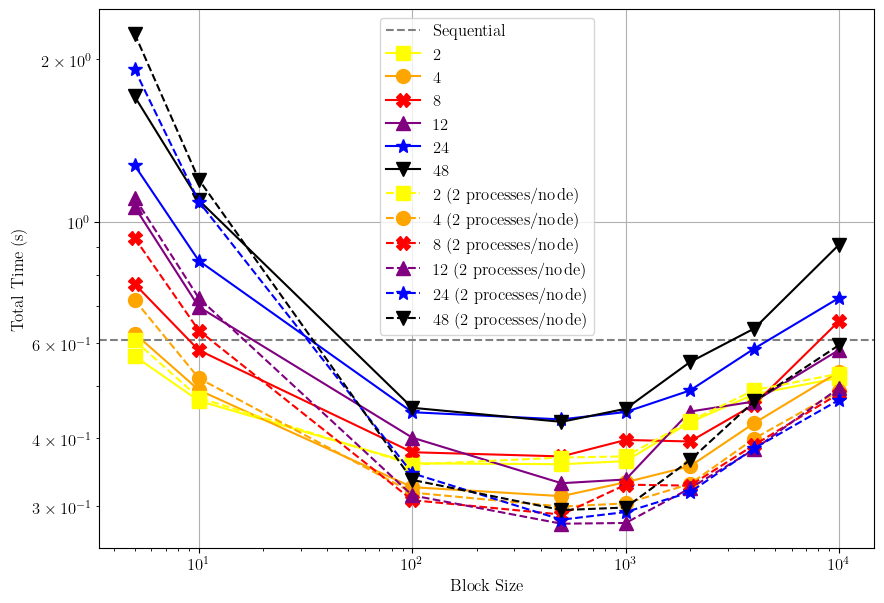 Sequential
2
4
8
12
24
48
2 (2 processes/node)
4 (2 processes/node)
8 (2 processes/node)
12 (2 processes/node)
24 (2 processes/node)
48 (2 processes/node)
Total Time (s)
2 × 10⁰
10⁰
6 × 10⁻¹
4 × 10⁻¹
3 × 10⁻¹
10¹
10²
10³
10⁴
Block Size